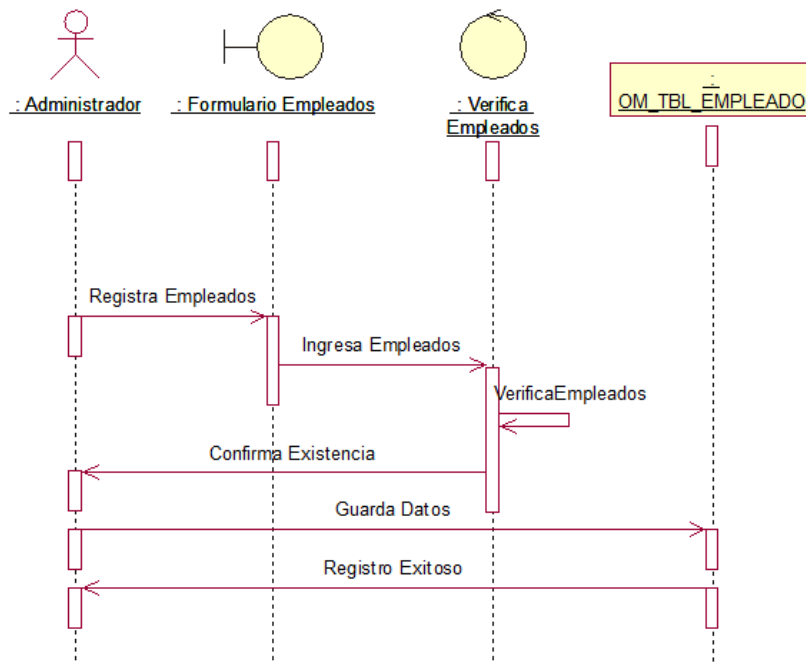 : Administrador
: Formulario Empleados
: Verifica
Empleados
:
OM_TBL_EMPLEADO
Registra Empleados
Ingresa Empleados
VerificaEmpleados
Confirma Existencia
Guarda Datos
Registro Exitoso